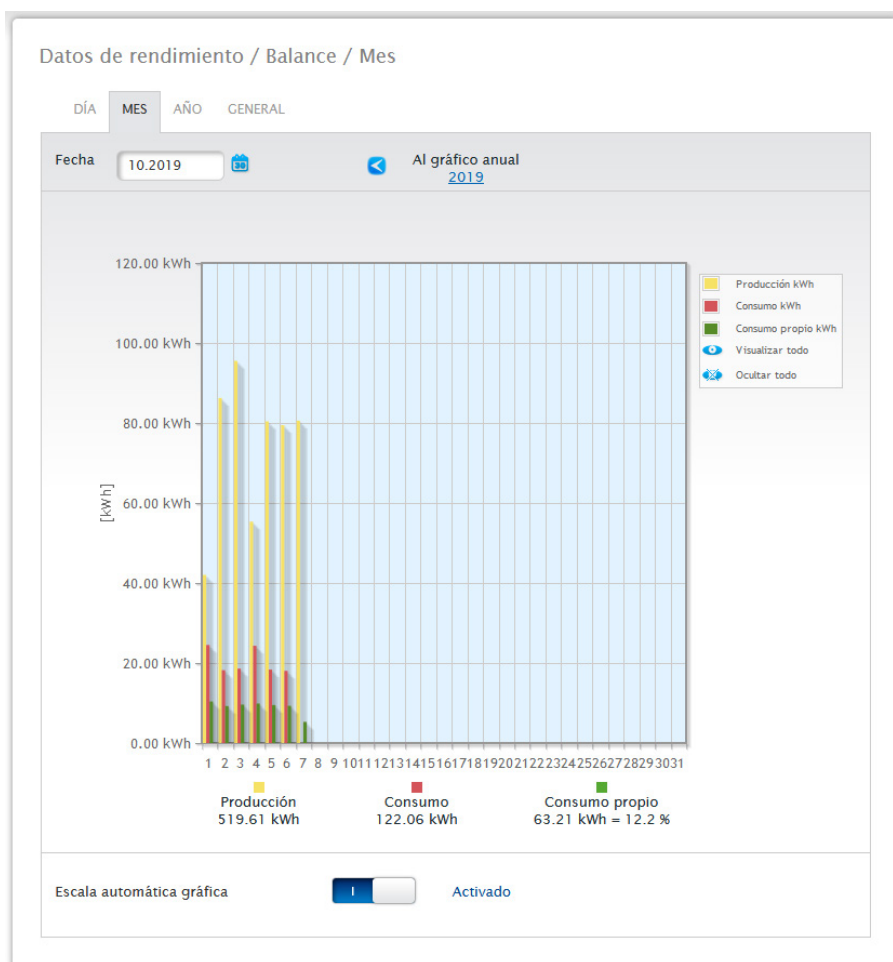 Datos de rendimiento / Balance / Mes
DÍA MES AÑO GENERAL
Fecha 10.2019 30 Al gráfico anual
2019
120.00 kWh
100.00 kWh
80.00 kWh
60.00 kWh
40.00 kWh
20.00 kWh
0.00 kWh
[kWh]
Producción kWh
Consumo kWh
Consumo propio kWh
Visualizar todo
Ocultar todo
1 2 3 4 5 6 7 8 9 10 11 12 13 14 15 16 17 18 19 20 21 22 23 24 25 26 27 28 29 30 31
Producción Consumo Consumo propio
519.61 kWh 122.06 kWh 63.21 kWh = 12.2 %
Escala automática gráfica I Activado